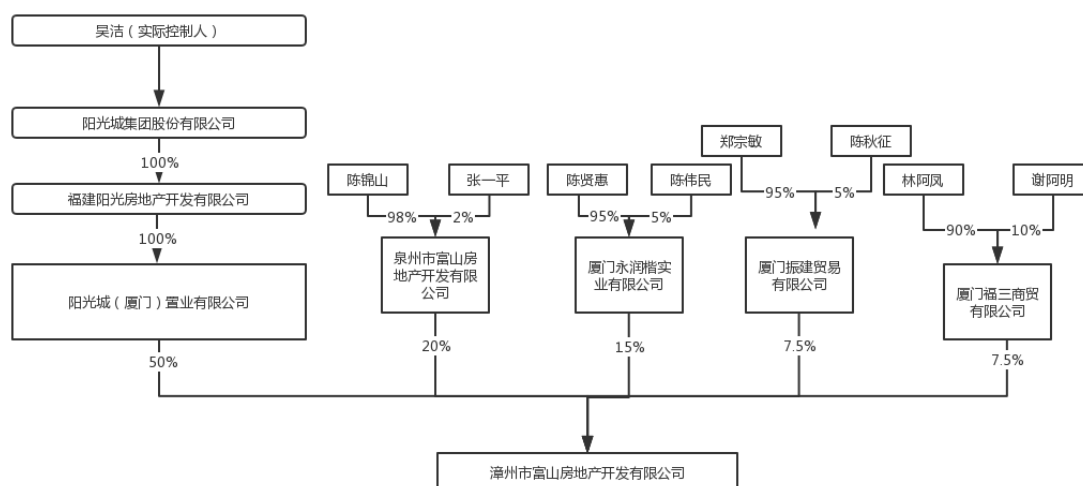 吴洁（实际控制人）
阳光城集团股份有限公司
100%
福建阳光房地产开发有限公司
100%
阳光城（厦门）置业有限公司
50%
陈锦山
张一平
98%
2%
泉州市富山房
地产开发有限
公司
20%
陈贤惠
陈伟民
95%
5%
厦门永润楷实
业有限公司
15%
郑宗敏
陈秋征
95%
5%
厦门振建贸易
有限公司
7.5%
林阿凤
谢阿明
90%
10%
厦门福三商贸
有限公司
7.5%
漳州市富山房地产开发有限公司